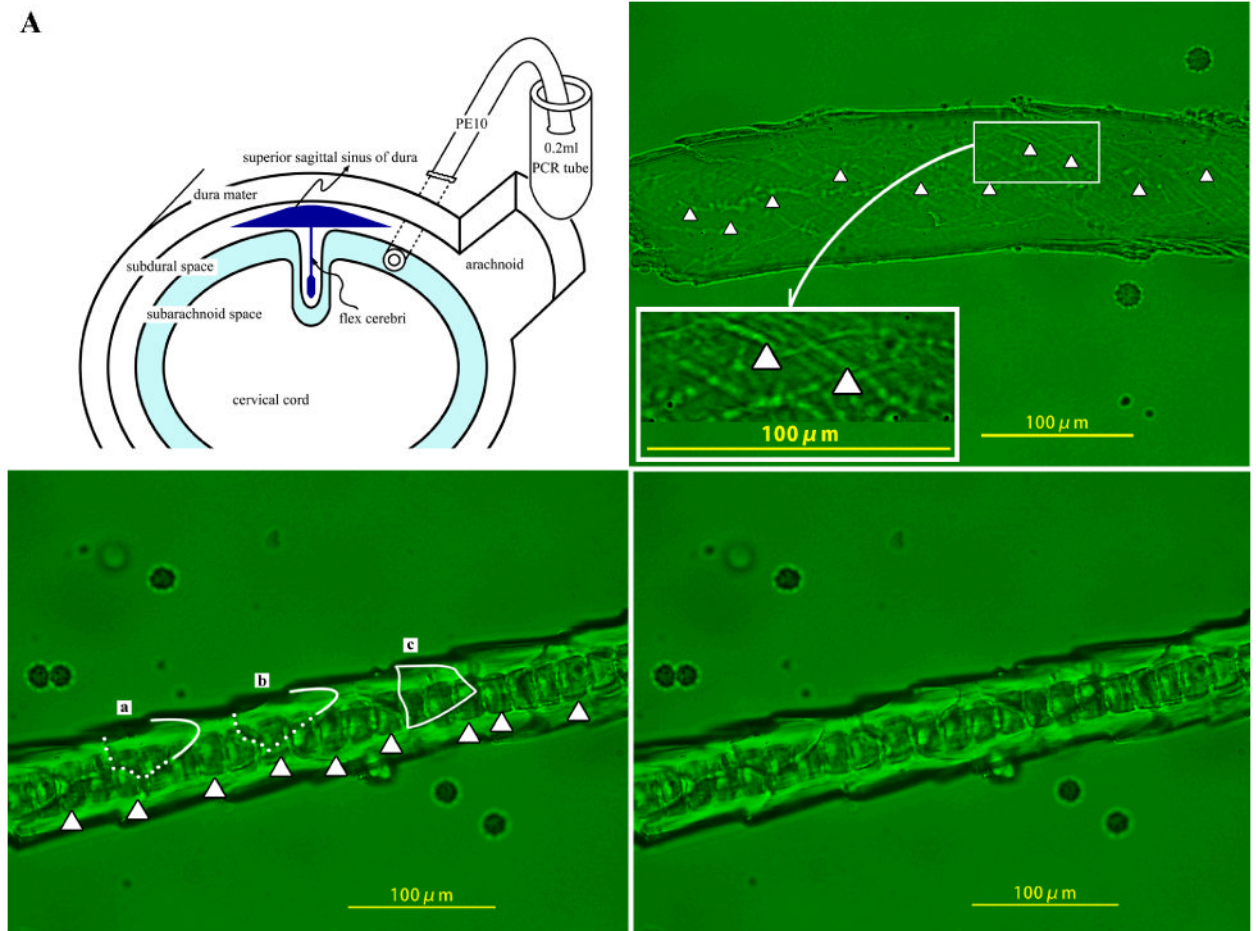 A
PE10
0.2ml
PCR tube
superior sagittal sinus of dura
dura mater
subdural space
arachnoid
subarachnoid space
flex cerebri
cervical cord
100 μm
100 μm
a
b
c
100 μm
100 μm